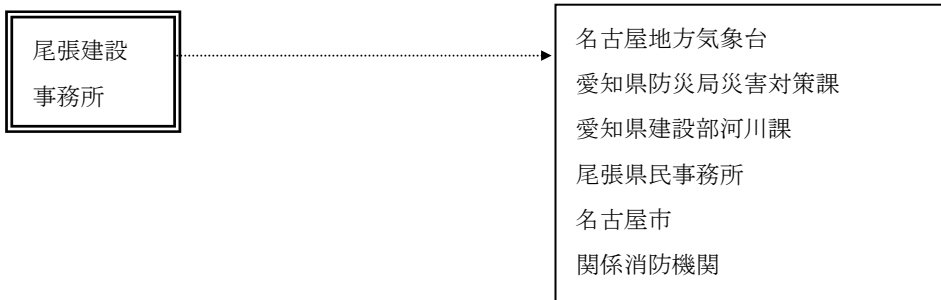 尾張建設
事務所
名古屋地方気象台
愛知県防災局災害対策課
愛知県建設部河川課
尾張県民事務所
名古屋市
関係消防機関